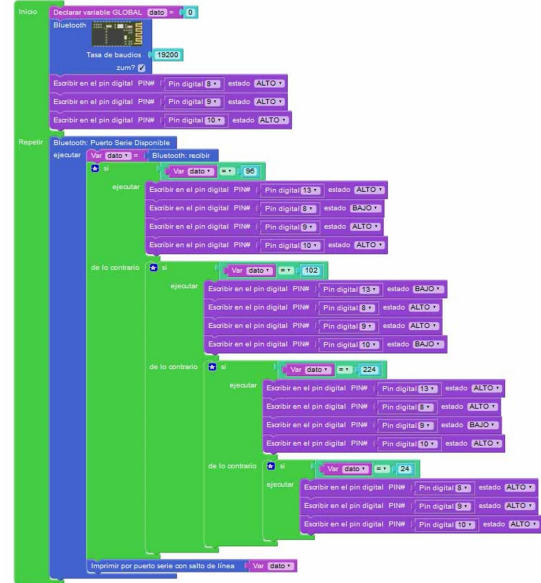 Inicio
Declarar variable GLOBAL dato = 0
Bluetooth
Tasa de baudios 19200
zum?
Escribir en el pin digital PIN# Pin digital 8 estado ALTO
Escribir en el pin digital PIN# Pin digital 9 estado ALTO
Escribir en el pin digital PIN# Pin digital 10 estado ALTO
Repetir Bluetooth: Puerto Serie Disponible
ejecutar Var dato = Bluetooth: recibir
si Var dato = 96
ejecutar Escribir en el pin digital PIN# Pin digital 13 estado ALTO
Escribir en el pin digital PIN# Pin digital 8 estado BAJO
Escribir en el pin digital PIN# Pin digital 9 estado ALTO
Escribir en el pin digital PIN# Pin digital 10 estado ALTO
de lo contrario si Var dato = 102
ejecutar Escribir en el pin digital PIN# Pin digital 13 estado BAJO
Escribir en el pin digital PIN# Pin digital 8 estado ALTO
Escribir en el pin digital PIN# Pin digital 9 estado ALTO
Escribir en el pin digital PIN# Pin digital 10 estado BAJO
de lo contrario si Var dato = 224
ejecutar Escribir en el pin digital PIN# Pin digital 13 estado ALTO
Escribir en el pin digital PIN# Pin digital 8 estado ALTO
Escribir en el pin digital PIN# Pin digital 9 estado BAJO
Escribir en el pin digital PIN# Pin digital 10 estado ALTO
de lo contrario si Var dato = 24
ejecutar Escribir en el pin digital PIN# Pin digital 8 estado ALTO
Escribir en el pin digital PIN# Pin digital 9 estado ALTO
Escribir en el pin digital PIN# Pin digital 10 estado ALTO
Imprimir por puerto serie con salto de línea Var dato